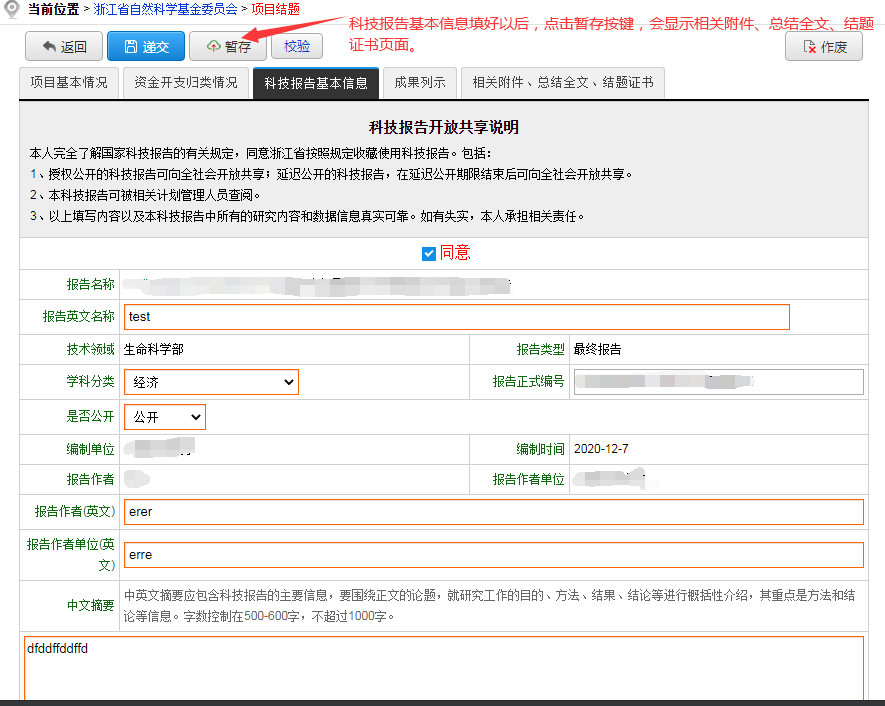 当前位置 > 浙江省自然科学基金委员会 > 项目结题
科技报告基本信息填好以后，点击暂存按键，会显示相关附件、总结全文、结题
证书页面。
返回 递交 暂存 校验 作废
项目基本情况 资金开支归类情况 科技报告基本信息 成果列示 相关附件、总结全文、结题证书
科技报告开放共享说明
本人完全了解国家科技报告的有关规定，同意浙江省按照规定收藏使用科技报告。包括：
1、授权公开的科技报告可向全社会开放共享；延迟公开的科技报告，在延迟公开期限结束后可向全社会开放共享。
2、本科技报告可被相关计划管理人员查阅。
3、以上填写内容以及本科技报告中所有的研究内容和数据信息真实可靠。如有失实，本人承担相关责任。
同意
报告名称
报告英文名称 test
技术领域 生命科学部 报告类型 最终报告
学科分类 经济 报告正式编号
是否公开 公开
编制单位 编制时间 2020-12-7
报告作者 报告作者单位
报告作者(英文) erer
报告作者单位(英
文) erre
中文摘要 中英文摘要应包含科技报告的主要信息，要围绕正文的论题，就研究工作的目的、方法、结果、结论等进行概括性介绍，其重点是方法和结
论等信息。字数控制在500-600字，不超过1000字。
dfddffddffd